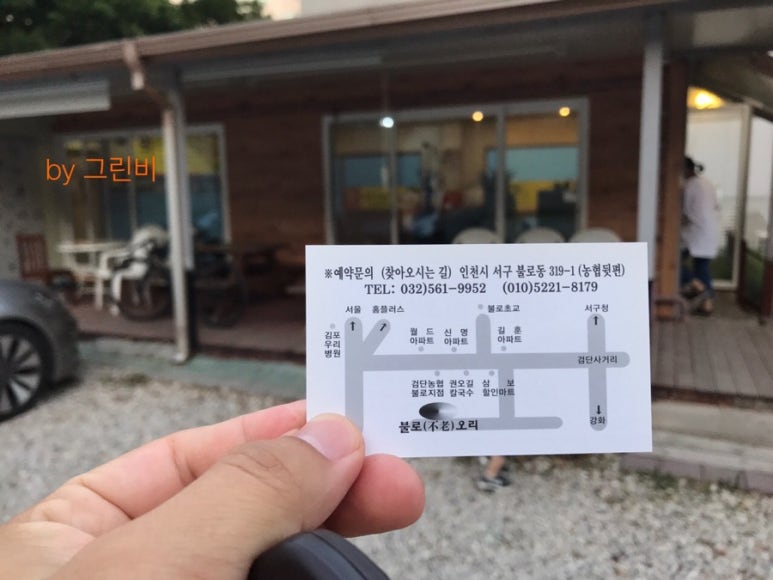 by 그린비
※예약문의 (찾아오시는 길) 인천시 서구 불로동 319-1 (농협뒷편)
TEL: 032)561-9952 (010)5221-8179
서울 홈플러스 불로초교 서구청
김포
우리
병원
월드
아파트
신명
아파트
길훈
아파트
검단사거리
검단농협
불로지점
권오길
칼국수
삼보
할인마트
불로(不老)오리
강화